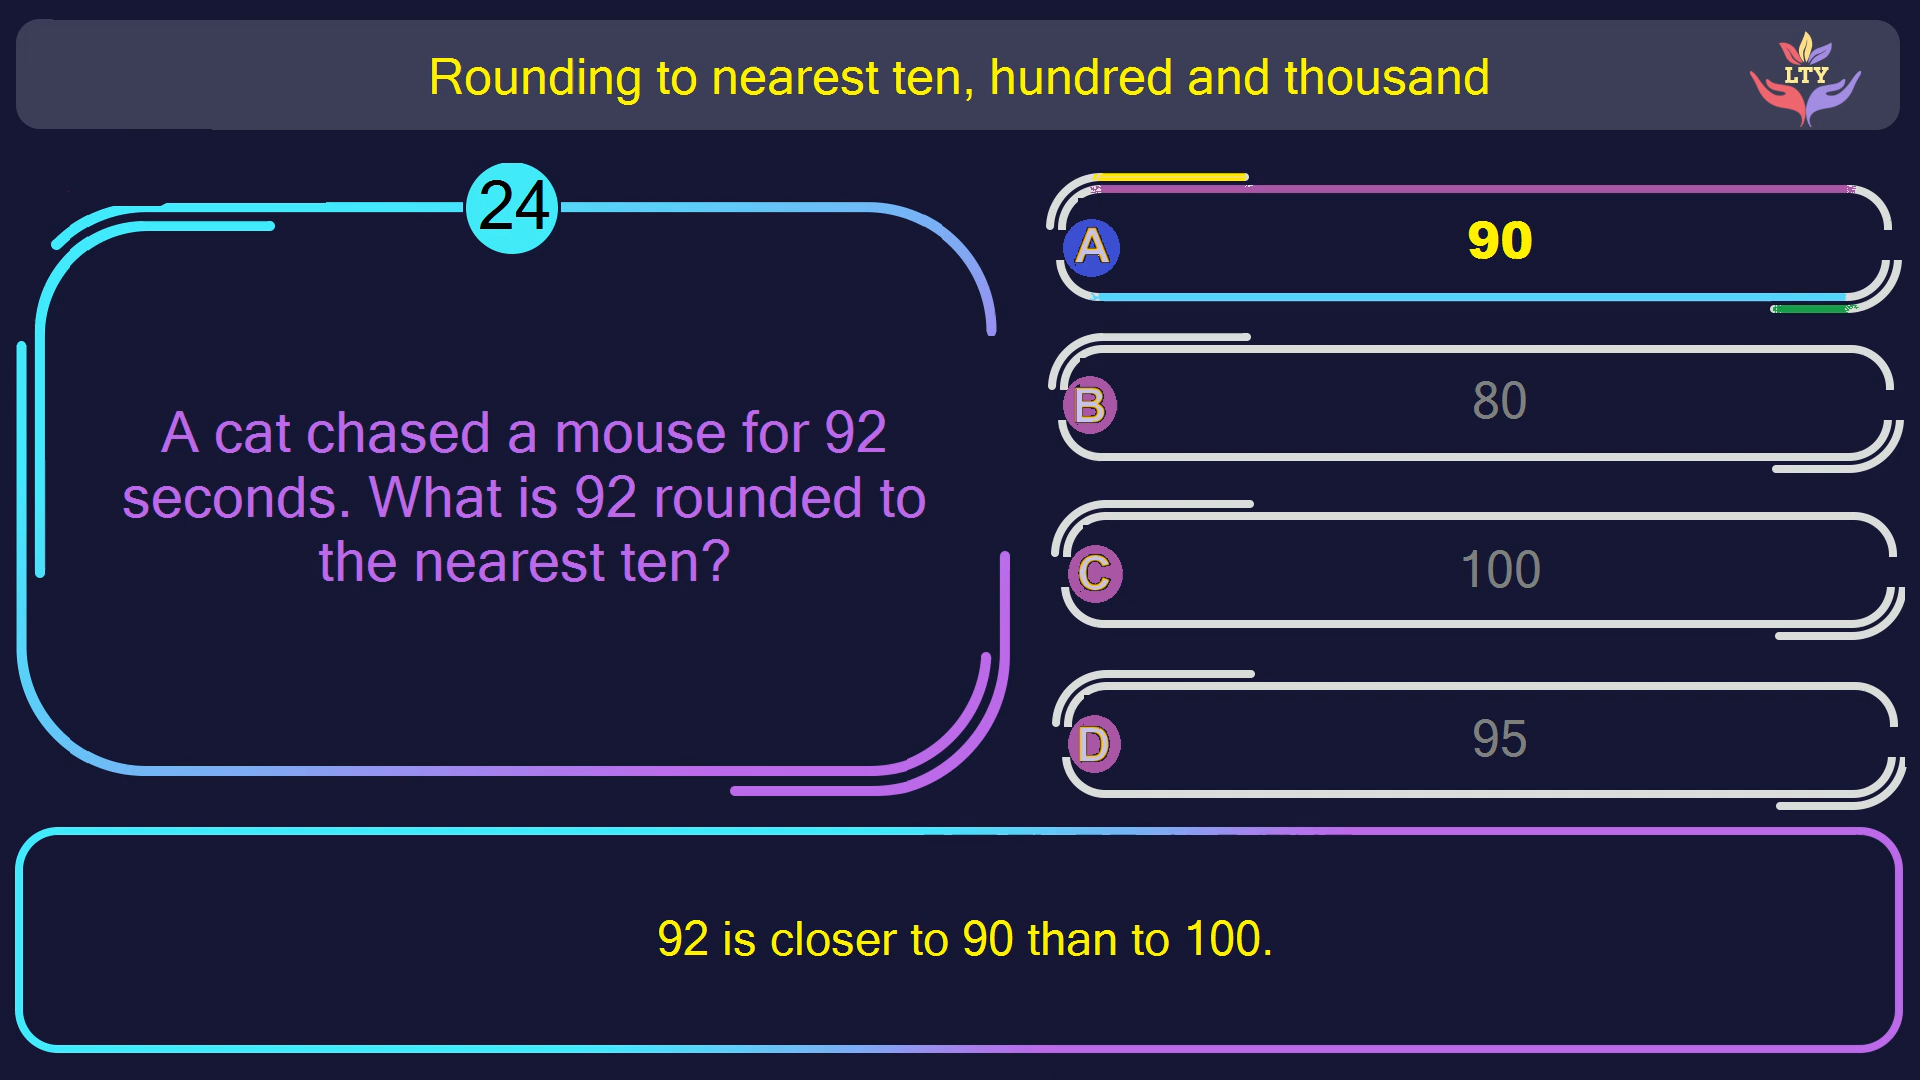 Rounding to nearest ten, hundred and thousand
LTY
24
A cat chased a mouse for 92
seconds. What is 92 rounded to
the nearest ten?
A
90
B
80
C
100
D
95
92 is closer to 90 than to 100.